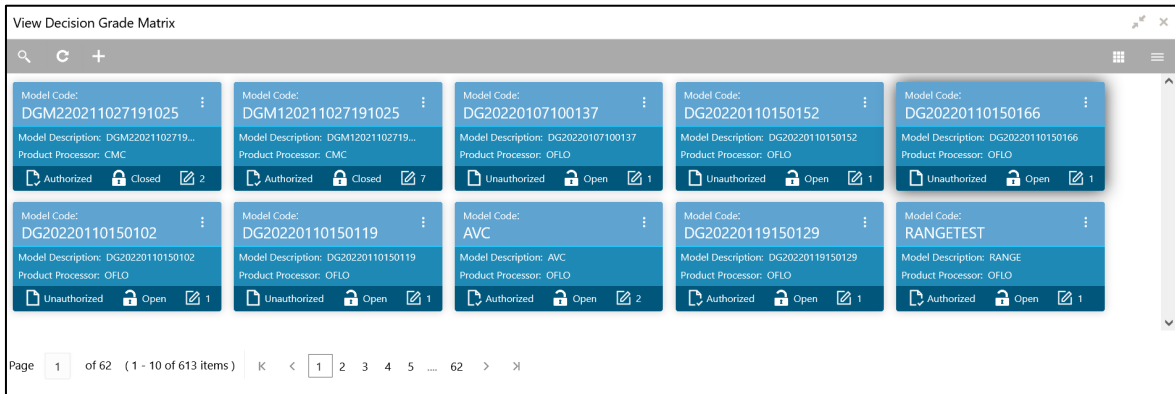 View Decision Grade Matrix
Model Code: Model Code: Model Code: Model Code: Model Code:
DGM220211027191025 DGM120211027191025 DG20220107100137 DG20220110150152 DG20220110150166
Model Description: DGM22021102719... Model Description: DGM12021102719... Model Description: DG20220107100137 Model Description: DG20220110150152 Model Description: DG20220110150166
Product Processor: CMC Product Processor: CMC Product Processor: OFLO Product Processor: OFLO Product Processor: OFLO
Authorized Closed 2 Authorized Closed 7 Unauthorized Open 1 Unauthorized Open 1 Unauthorized Open 1
Model Code: Model Code: Model Code: Model Code: Model Code:
DG20220110150102 DG20220110150119 AVC DG20220119150129 RANGETEST
Model Description: DG20220110150102 Model Description: DG20220110150119 Model Description: AVC Model Description: DG20220119150129 Model Description: RANGE
Product Processor: OFLO Product Processor: OFLO Product Processor: OFLO Product Processor: OFLO Product Processor: OFLO
Unauthorized Open 1 Unauthorized Open 1 Authorized Open 2 Authorized Open 1 Authorized Open 1
Page 1 of 62 ( 1 - 10 of 613 items ) 1 2 3 4 5 .... 62